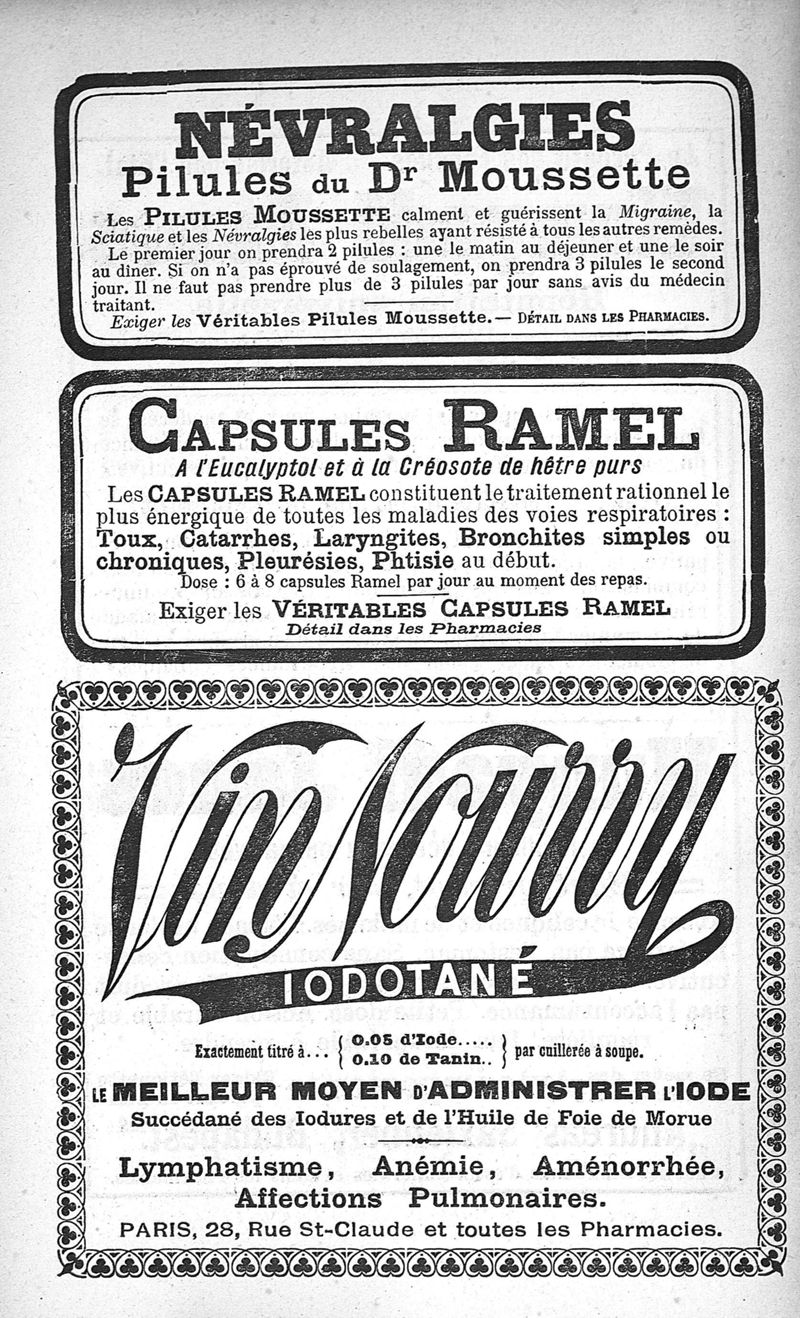 NÉVRALGIES
Pilules du Dr Moussette
Les PILULES MOUSSETTE calment et guérissent la Migraine, la
Sciatique et les Névralgies les plus rebelles ayant résisté à tous les autres remèdes.
Le premier jour on prendra 2 pilules : une le matin au déjeuner et une le soir
au dîner. Si on n'a pas éprouvé de soulagement, on prendra 3 pilules le second
jour. Il ne faut pas prendre plus de 3 pilules par jour sans avis du médecin
traitant.
Exiger les Véritables Pilules Moussette. — DÉTAIL DANS LES PHARMACIES.
CAPSULES RAMEL
A l'Eucalyptol et à la Créosote de hêtre purs
Les CAPSULES RAMEL constituent le traitement rationnel le
plus énergique de toutes les maladies des voies respiratoires :
Toux, Catarrhes, Laryngites, Bronchites simples ou
chroniques, Pleurésies, Phtisie au début.
Dose : 6 à 8 capsules Ramel par jour au moment des repas.
Exiger les VÉRITABLES CAPSULES RAMEL
Détail dans les Pharmacies
Vin Nourry
IODOTANÉ
Exactement titré à... { 0.05 d'Iode..... } par cuillerée à soupe.
0.10 de Tanin..
LE MEILLEUR MOYEN D'ADMINISTRER L'IODE
Succédané des Iodures et de l'Huile de Foie de Morue
Lymphatisme, Anémie, Aménorrhée,
Affections Pulmonaires.
PARIS, 28, Rue St-Claude et toutes les Pharmacies.